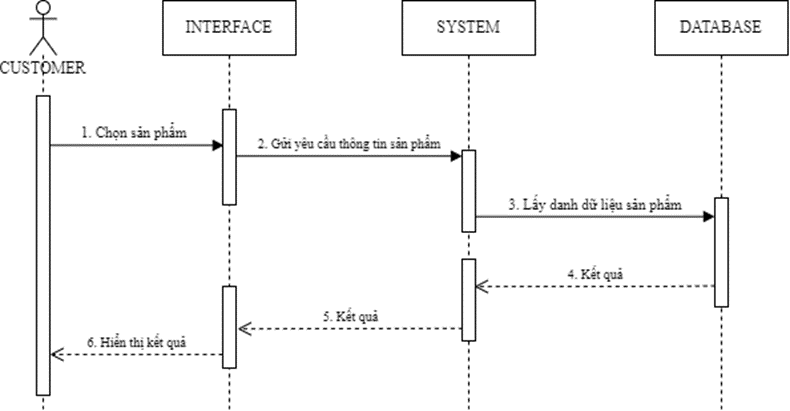 INTERFACE
SYSTEM
DATABASE
CUSTOMER
1. Chọn sản phẩm
2. Gửi yêu cầu thông tin sản phẩm
3. Lấy danh dữ liệu sản phẩm
4. Kết quả
5. Kết quả
6. Hiển thị kết quả